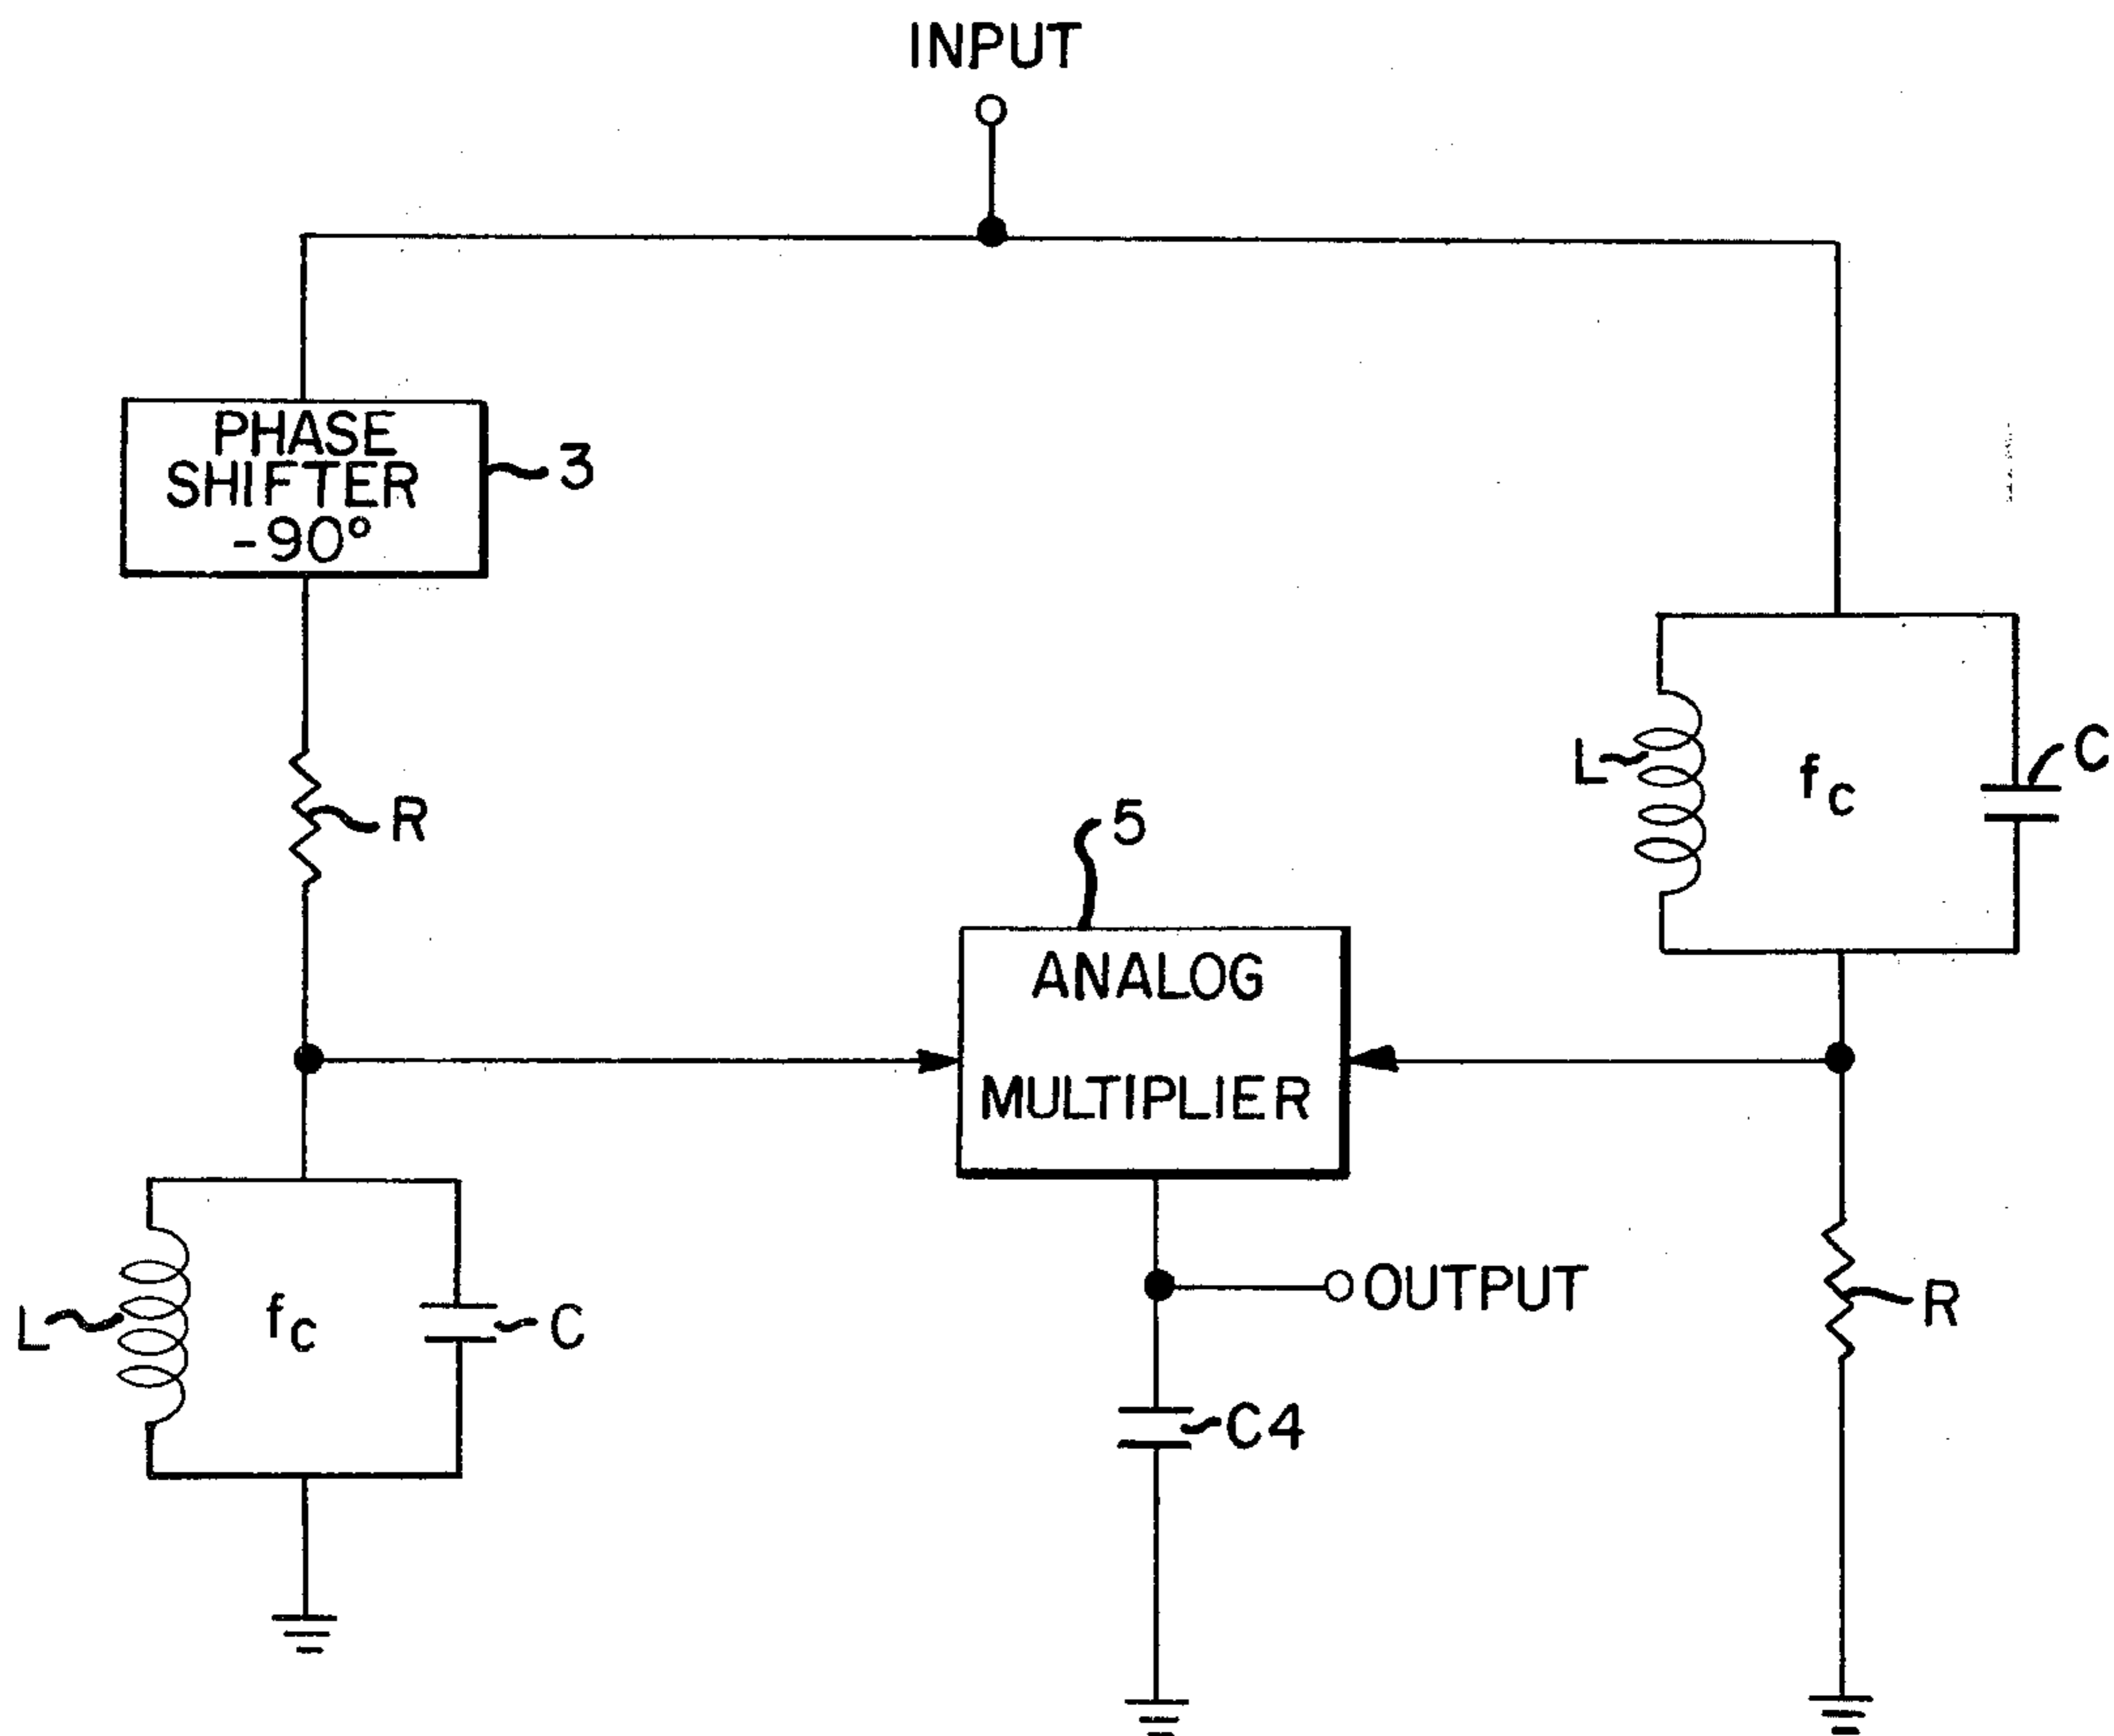 INPUT
PHASE
SHIFTER
-90°
3
R
5
L
fc
C
ANALOG
MULTIPLIER
L
fc
C
OUTPUT
R
C4